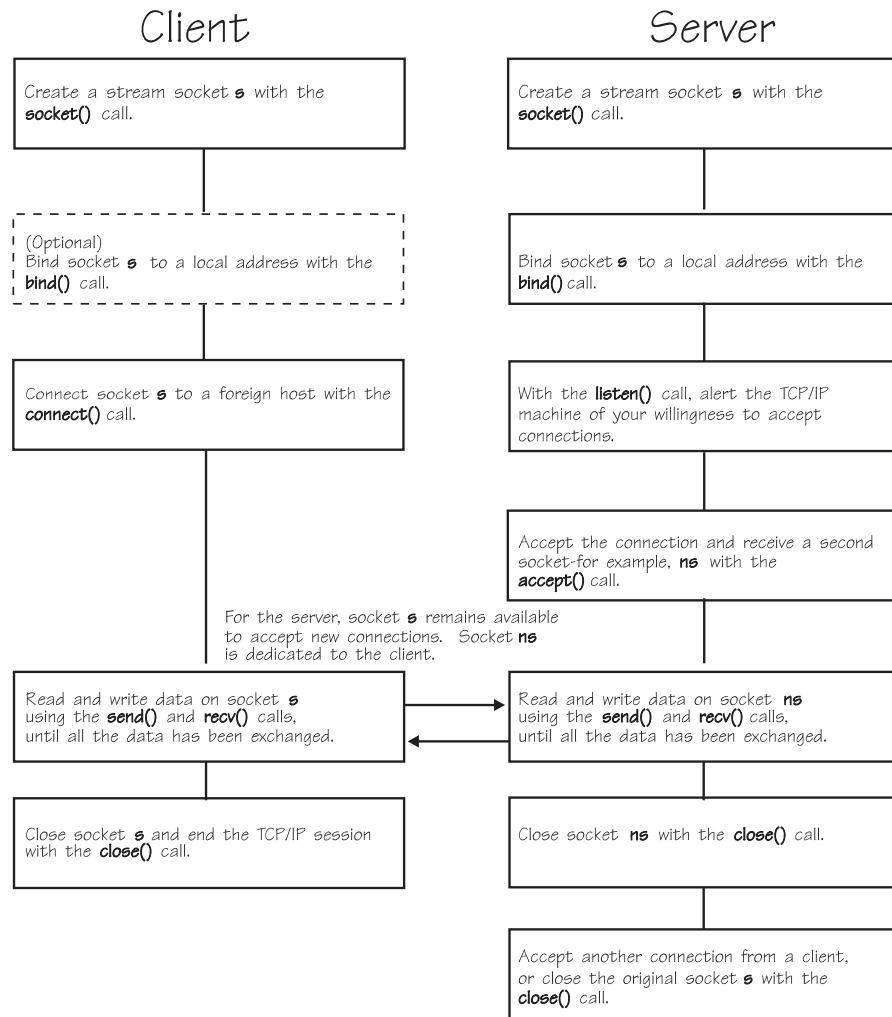 Client
Create a stream socket s with the
socket() call.
(Optional)
Bind socket s to a local address with the
bind() call.
Connect socket s to a foreign host with the
connect() call.
Server
Create a stream socket s with the
socket() call.
Bind socket s to a local address with the
bind() call.
With the listen() call, alert the TCP/IP
machine of your willingness to accept
connections.
Accept the connection and receive a second
socket-for example, ns with the
accept() call.
For the server, socket s remains available
to accept new connections. Socket ns
is dedicated to the client.
Read and write data on socket s
using the send() and recv() calls,
until all the data has been exchanged.
Read and write data on socket ns
using the send() and recv() calls,
until all the data has been exchanged.
Close socket s and end the TCP/IP session
with the close() call.
Close socket ns with the close() call.
Accept another connection from a client,
or close the original socket s with the
close() call.